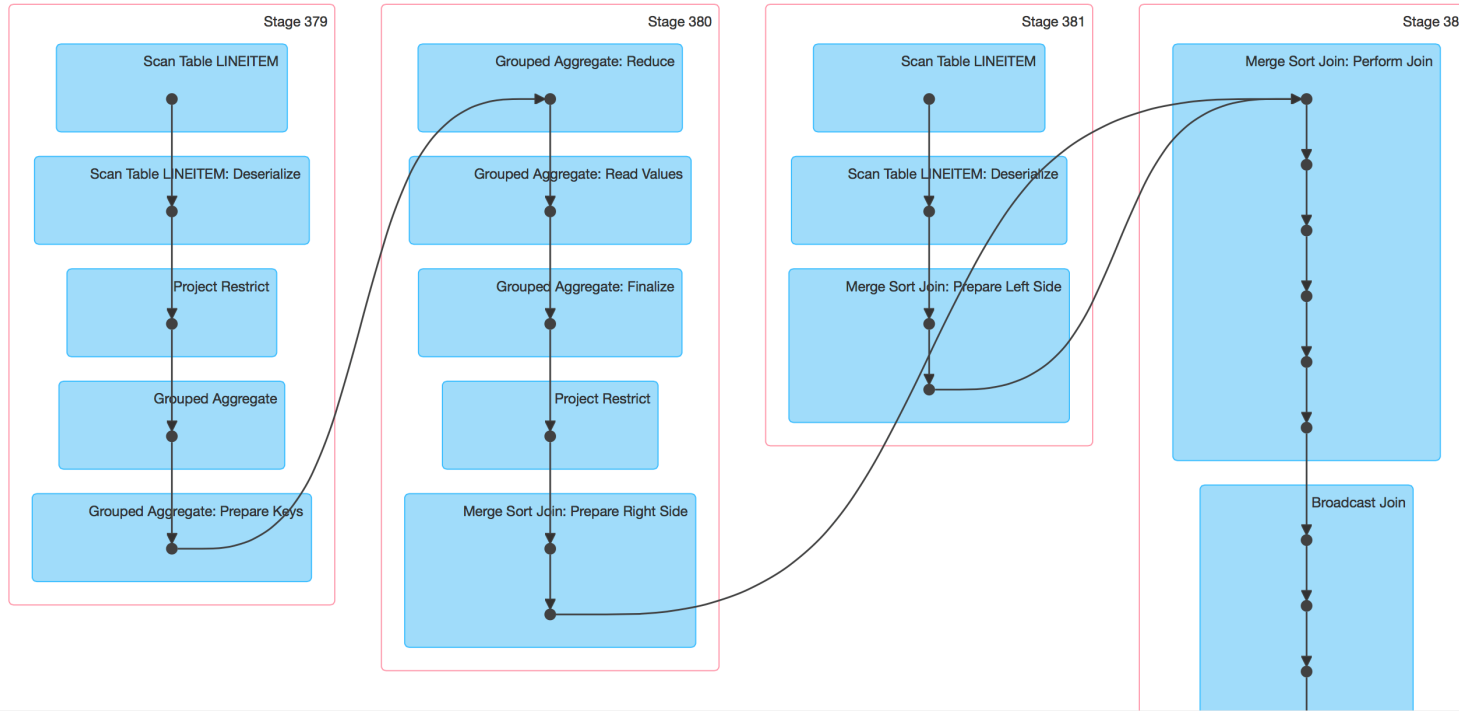 Stage 379
Scan Table LINEITEM
Scan Table LINEITEM: Deserialize
Project Restrict
Grouped Aggregate
Grouped Aggregate: Prepare Keys
Stage 380
Grouped Aggregate: Reduce
Grouped Aggregate: Read Values
Grouped Aggregate: Finalize
Project Restrict
Merge Sort Join: Prepare Right Side
Stage 381
Scan Table LINEITEM
Scan Table LINEITEM: Deserialize
Merge Sort Join: Prepare Left Side
Stage 38
Merge Sort Join: Perform Join
Broadcast Join